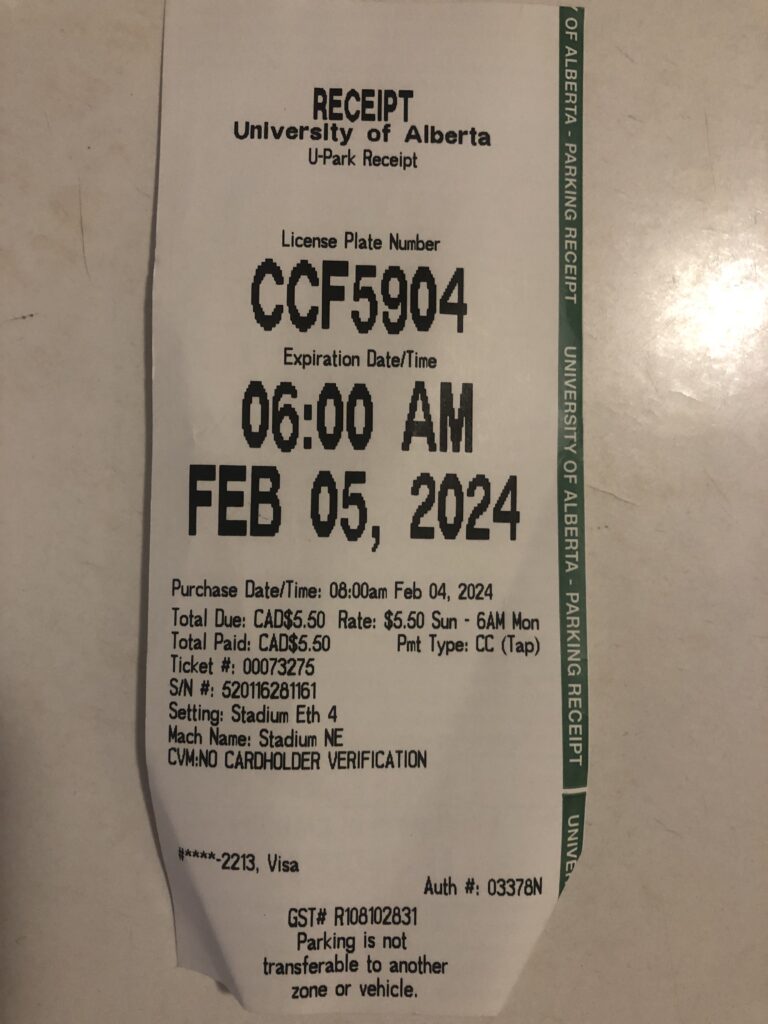 RECEIPT
University of Alberta
U-Park Receipt
License Plate Number
CCF5904
Expiration Date/Time
06:00 AM
FEB 05, 2024
Purchase Date/Time: 08:00am Feb 04, 2024
Total Due: CAD$5.50 Rate: $5.50 Sun - 6AM Mon
Total Paid: CAD$5.50 Pmt Type: CC (Tap)
Ticket #: 00073275
S/N #: 520116281161
Setting: Stadium Eth 4
Mach Name: Stadium NE
CVM:NO CARDHOLDER VERIFICATION
#****-2213, Visa
Auth #: 03378N
GST# R108102831
Parking is not
transferable to another
zone or vehicle.
OF ALBERTA - PARKING RECEIPT UNIVERSITY OF ALBERTA - PARKING RECEIPT